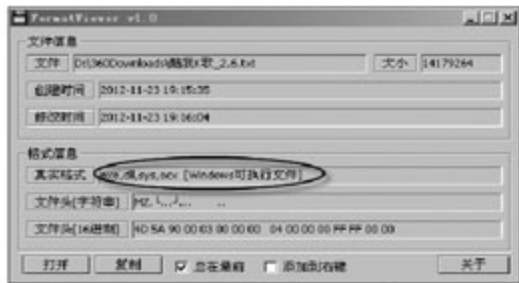 FormatViewer v1.0
文件信息
文件 D:\360Downloads\酷我K歌_2.6.txt 大小 14179264
创建时间 2012-11-23 19:15:35
修改时间 2012-11-23 19:16:04
格式信息
真实格式 exe,dll,sys,ocx [Windows可执行文件]
文件头[字符串] MZ.
文件头[16进制] 4D 5A 90 00 03 00 00 00 04 00 00 00 FF FF 00 00
打开 复制 总在最前 添加到右键 关于